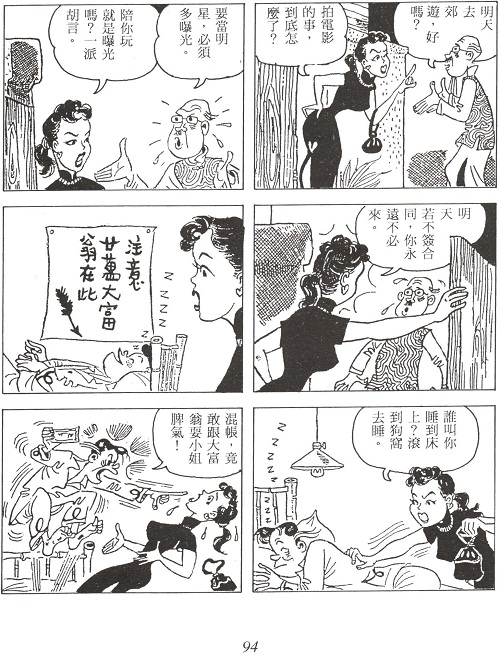 明天
去郊
遊，好
嗎？
拍電影
的事，
到底怎
麼了？
要當明
星，必須
多曝光。
陪你玩
就是曝光
嗎？一派
胡言。
明天
若不簽合
同，你永
遠不必
來。
注意
廿萬大富
翁在此
ZZZZZ
誰叫你
睡到床
上？滾
到狗窩
去睡。
ZZZZZ
混帳，竟
敢跟大富
翁耍小姐
脾氣！
94